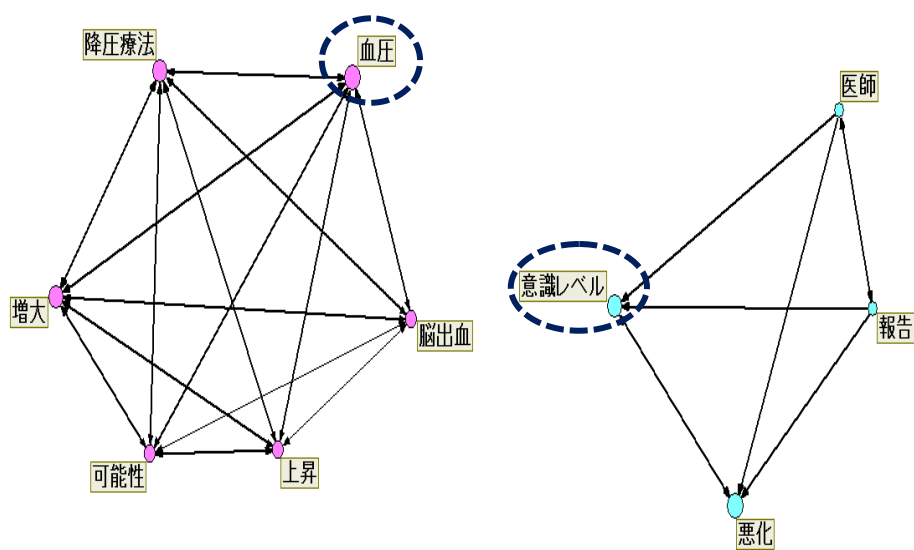 降圧療法
血圧
増大
脳出血
可能性
上昇
医師
意識レベル
報告
悪化